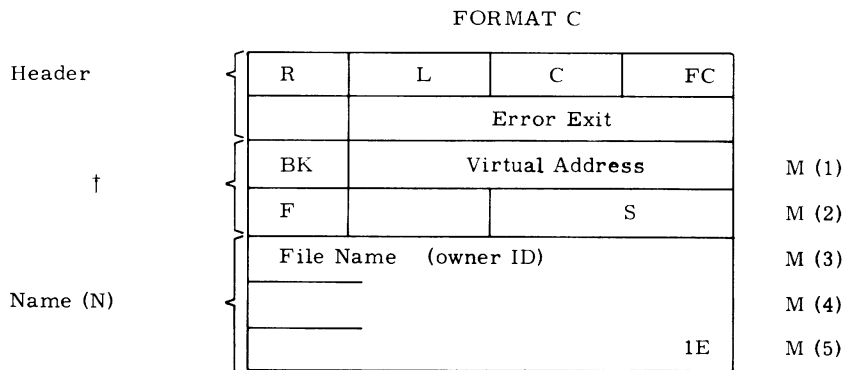 FORMAT C
Header R L C FC
Error Exit
BK Virtual Address M (1)
†
F S M (2)
File Name (owner ID) M (3)
Name (N) M (4)
1E M (5)